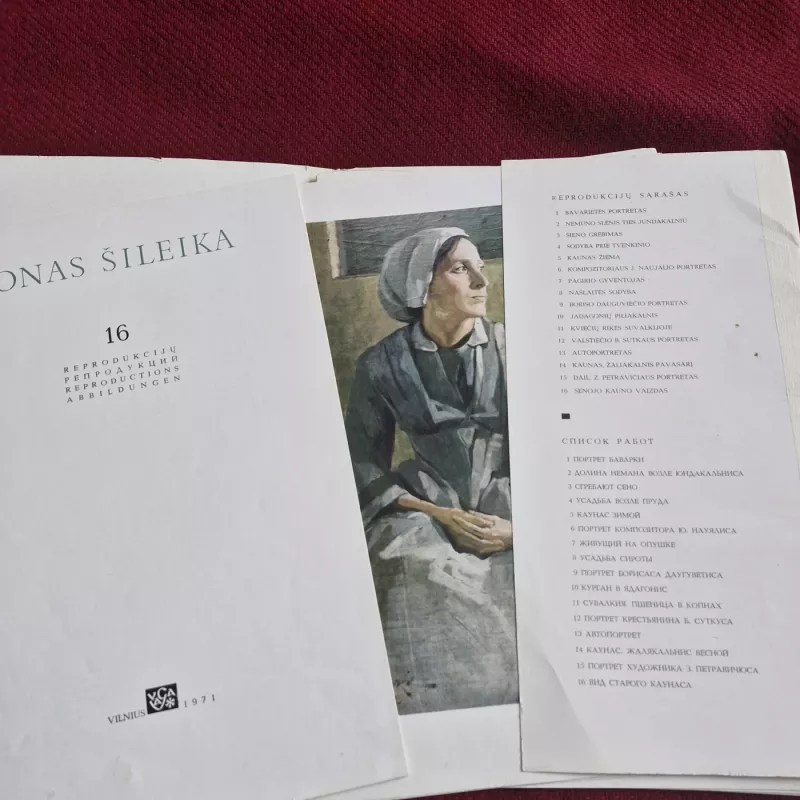 ONAS ŠILEIKA
16
REPRODUKCIJŲ
РЕПРОДУКЦИЙ
REPRODUCTIONS
ABBILDUNGEN
VILNIUS VAGA 1971
REPRODUKCIJŲ SĄRAŠAS
1 BAVARIETĖS PORTRETAS
2 NEMUNO SLĖNIS TIES JUNDAKALNIU
3 ŠIENO GRĖBIMAS
4 SODYBA PRIE TVENKINIO
5 KAUNAS ŽIEMĄ
6 KOMPOZITORIAUS J. NAUJALIO PORTRETAS
7 PAGIRIO GYVENTOJAS
8 NAŠLAITĖS SODYBA
9 BORISO DAUGUVIEČIO PORTRETAS
10 JADAGONIŲ PILIAKALNIS
11 KVIEČIŲ RIKĖS SUVALKIJOJE
12 VALSTIEČIO B. SUTKAUS PORTRETAS
13 AUTOPORTRETAS
14 KAUNAS. ŽALIAKALNIS PAVASARĮ
15 DAIL. Z. PETRAVIČIAUS PORTRETAS
16 SENOJO KAUNO VAIZDAS
СПИСОК РАБОТ
1 ПОРТРЕТ БАВАРКИ
2 ДОЛИНА НЕМАНА ВОЗЛЕ ЮНДАКАЛЬНИСА
3 СГРЕБАЮТ СЕНО
4 УСАДЬБА ВОЗЛЕ ПРУДА
5 КАУНАС ЗИМОЙ
6 ПОРТРЕТ КОМПОЗИТОРА Ю. НАУЯЛИСА
7 ЖИВУЩИЙ НА ОПУШКЕ
8 УСАДЬБА СИРОТЫ
9 ПОРТРЕТ БОРИСАСА ДАУГУВЕТИСА
10 КУРГАН В ЯДАГОНИС
11 СУВАЛКИЯ. ПШЕНИЦА В КОПНАХ
12 ПОРТРЕТ КРЕСТЬЯНИНА Б. СУТКУСА
13 АВТОПОРТРЕТ
14 КАУНАС. ЖАЛЯКАЛЬНИС ВЕСНОЙ
15 ПОРТРЕТ ХУДОЖНИКА З. ПЕТРАВИЧЮСА
16 ВИД СТАРОГО КАУНАСА